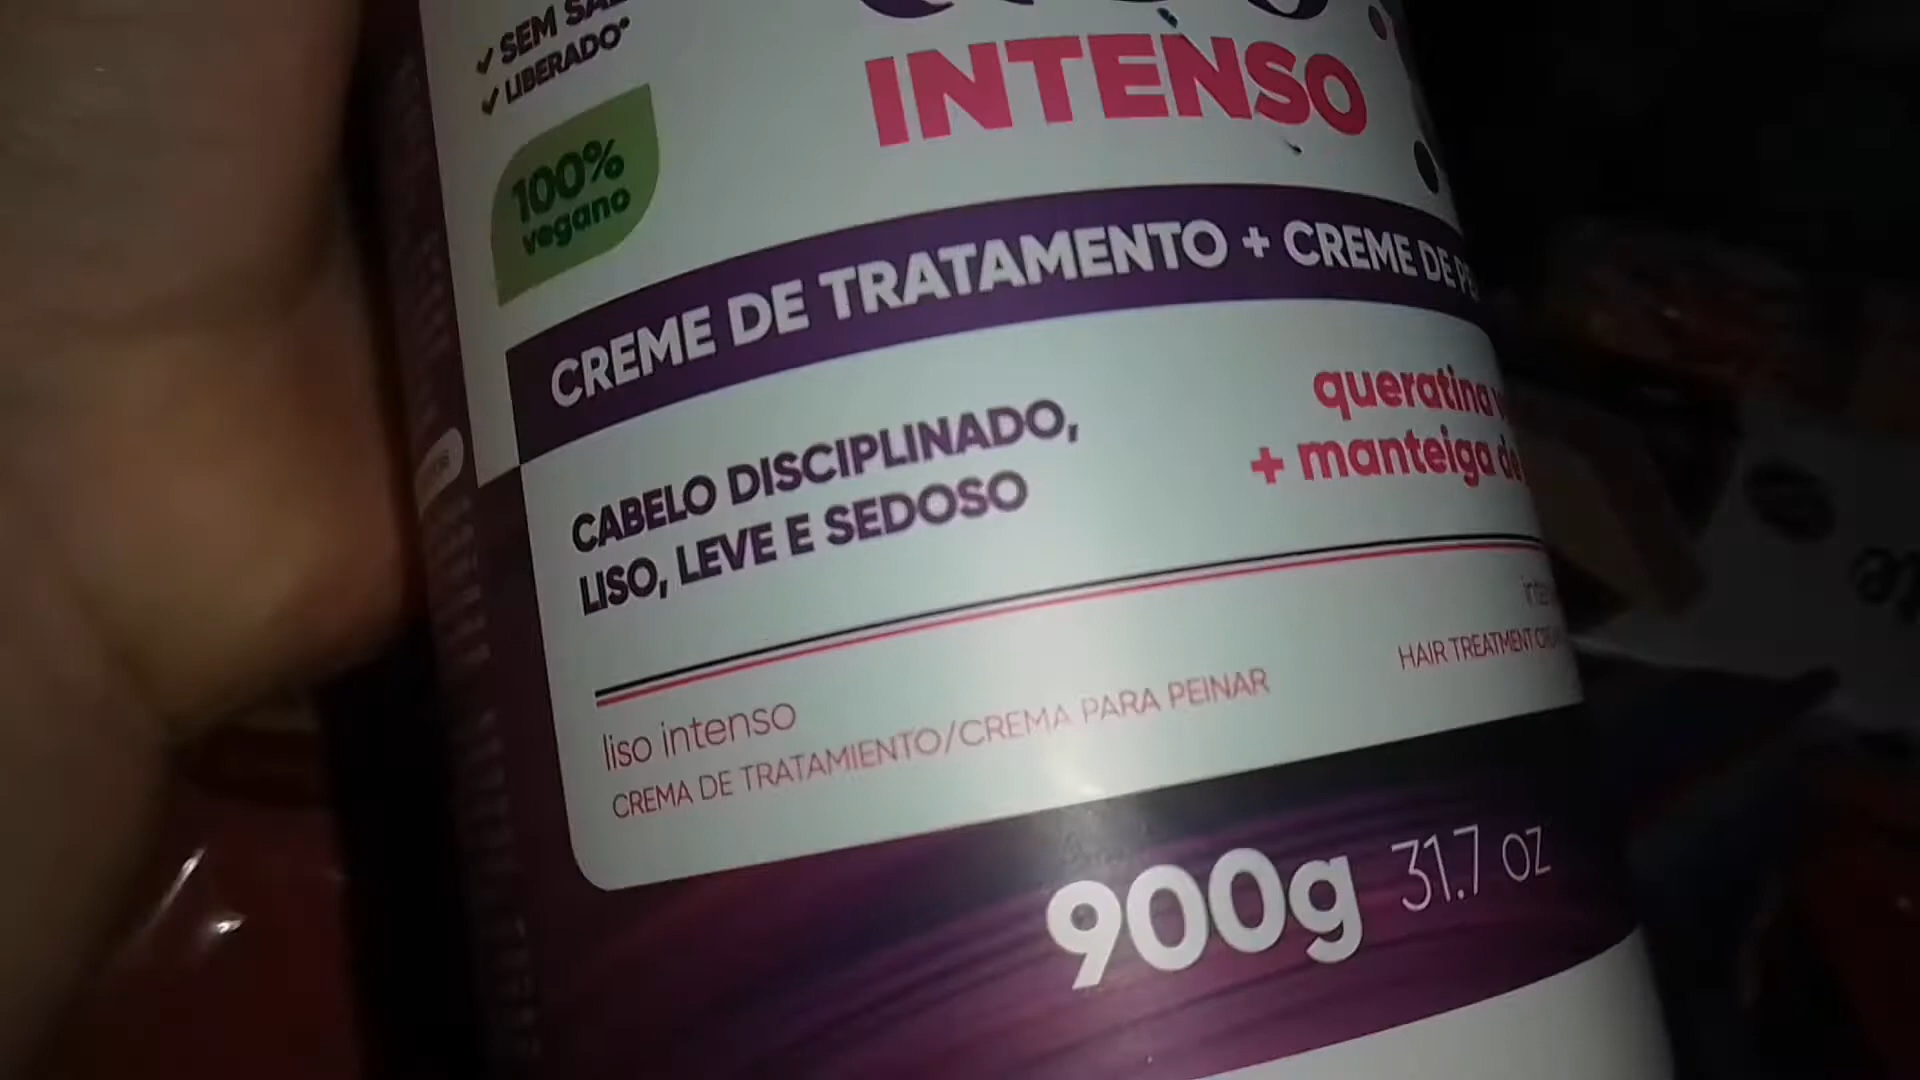 ✓ SEM
✓ LIBERADO*
INTENSO
100%
vegano
CREME DE TRATAMENTO + CREME DE
queratina
+ manteiga de
CABELO DISCIPLINADO,
LISO, LEVE E SEDOSO
liso intenso
CREMA DE TRATAMIENTO/CREMA PARA PEINAR
HAIR TREATMENT
900g 31.7 oz